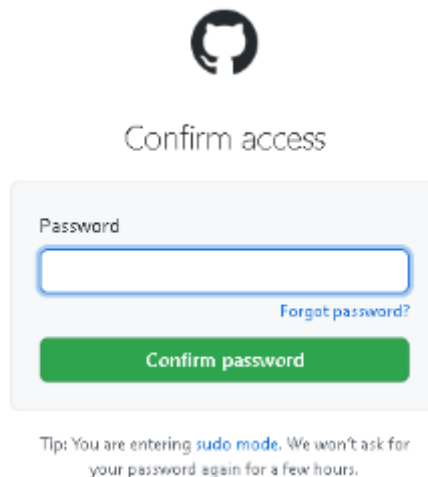 Confirm access
Password
Forgot password?
Confirm password
Tip: You are entering sudo mode. We won't ask for
your password again for a few hours.